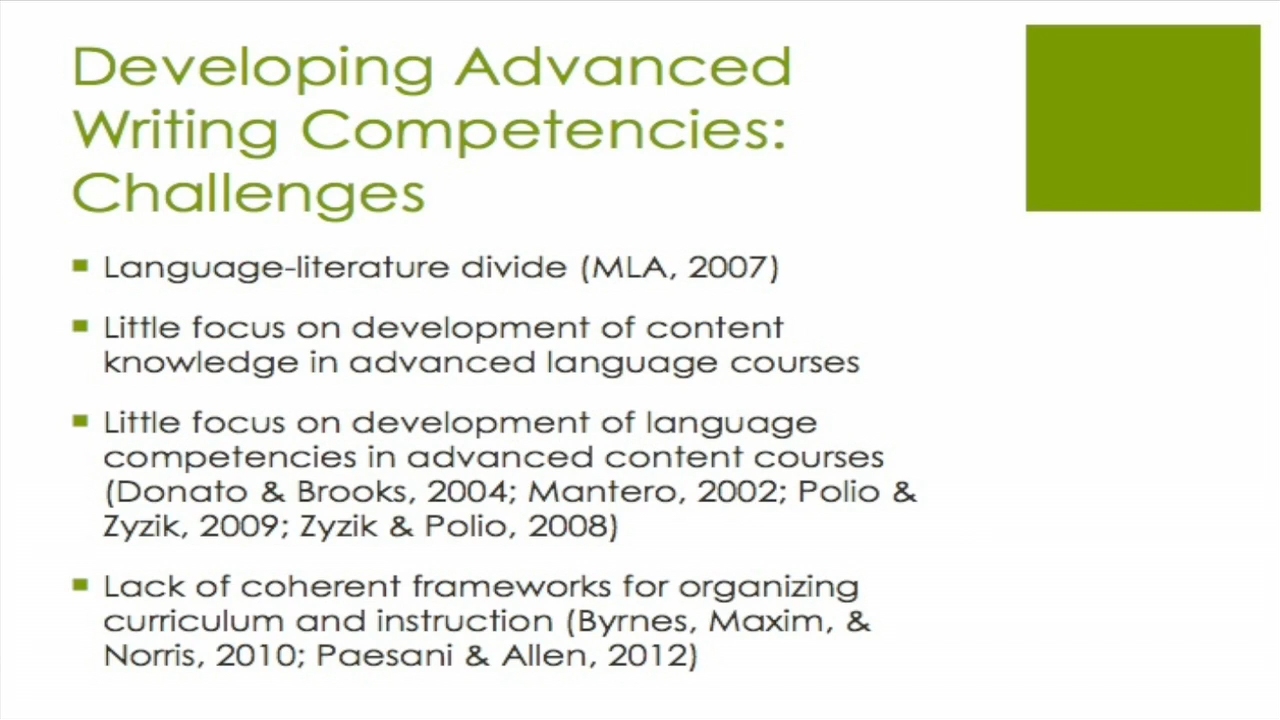 Developing Advanced
Writing Competencies:
Challenges
Language-literature divide (MLA, 2007)
Little focus on development of content
knowledge in advanced language courses
Little focus on development of language
competencies in advanced content courses
(Donato & Brooks, 2004; Mantero, 2002; Polio &
Zyzik, 2009; Zyzik & Polio, 2008)
Lack of coherent frameworks for organizing
curriculum and instruction (Byrnes, Maxim, &
Norris, 2010; Paesani & Allen, 2012)